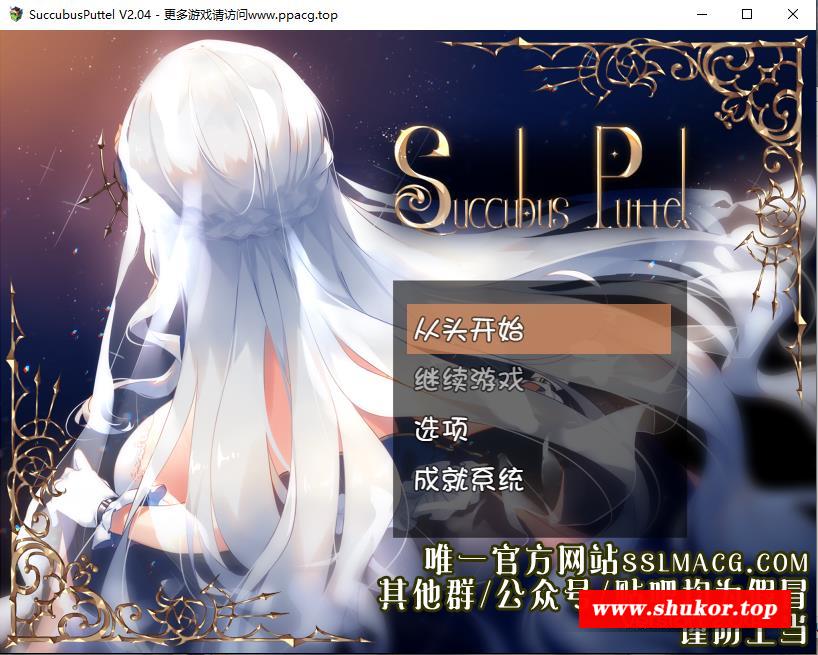 SuccubusPuttel V2.04 - 更多游戏请访问www.ppacg.top
Succubus Puttel
从头开始
继续游戏
选项
成就系统
唯一官方网站SSLMACG.COM
其他群/公众号/贴吧均为假冒
www.shukor.top
谨防上当